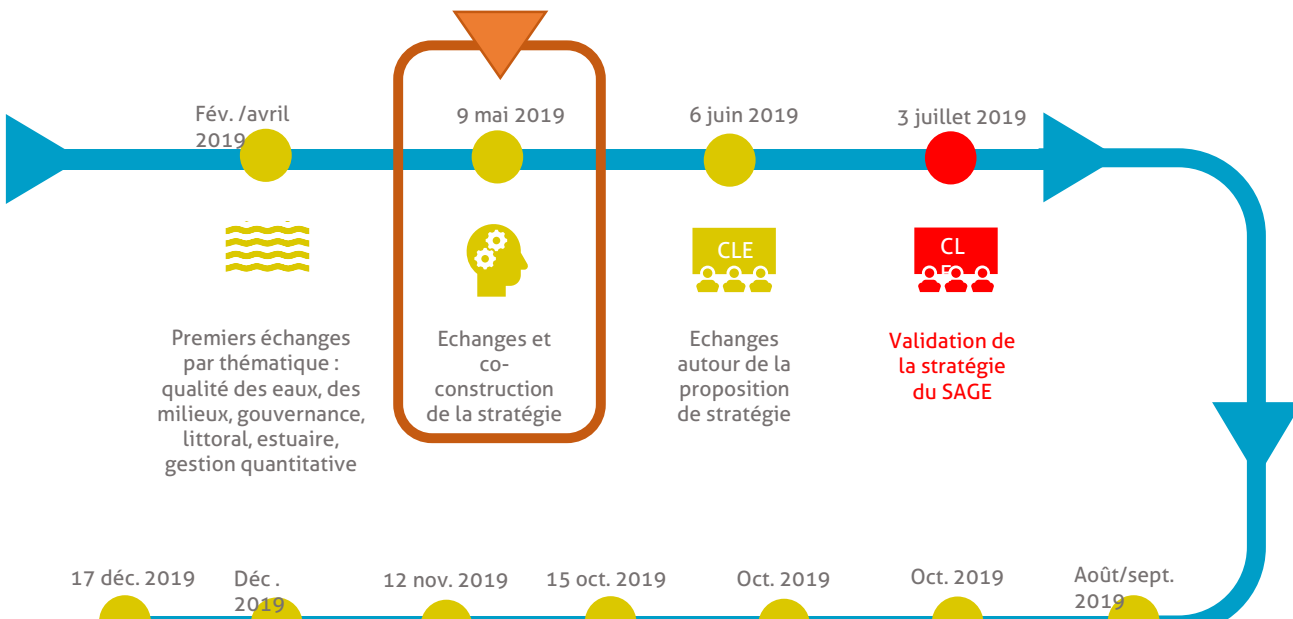 Fév. /avril
2019
9 mai 2019
6 juin 2019
3 juillet 2019
CLE
CL
E
Premiers échanges
par thématique :
qualité des eaux, des
milieux, gouvernance,
littoral, estuaire,
gestion quantitative
Echanges et
co-
construction
de la stratégie
Echanges
autour de la
proposition
de stratégie
Validation de
la stratégie
du SAGE
17 déc. 2019
Déc .
2019
12 nov. 2019
15 oct. 2019
Oct. 2019
Oct. 2019
Août/sept.
2019